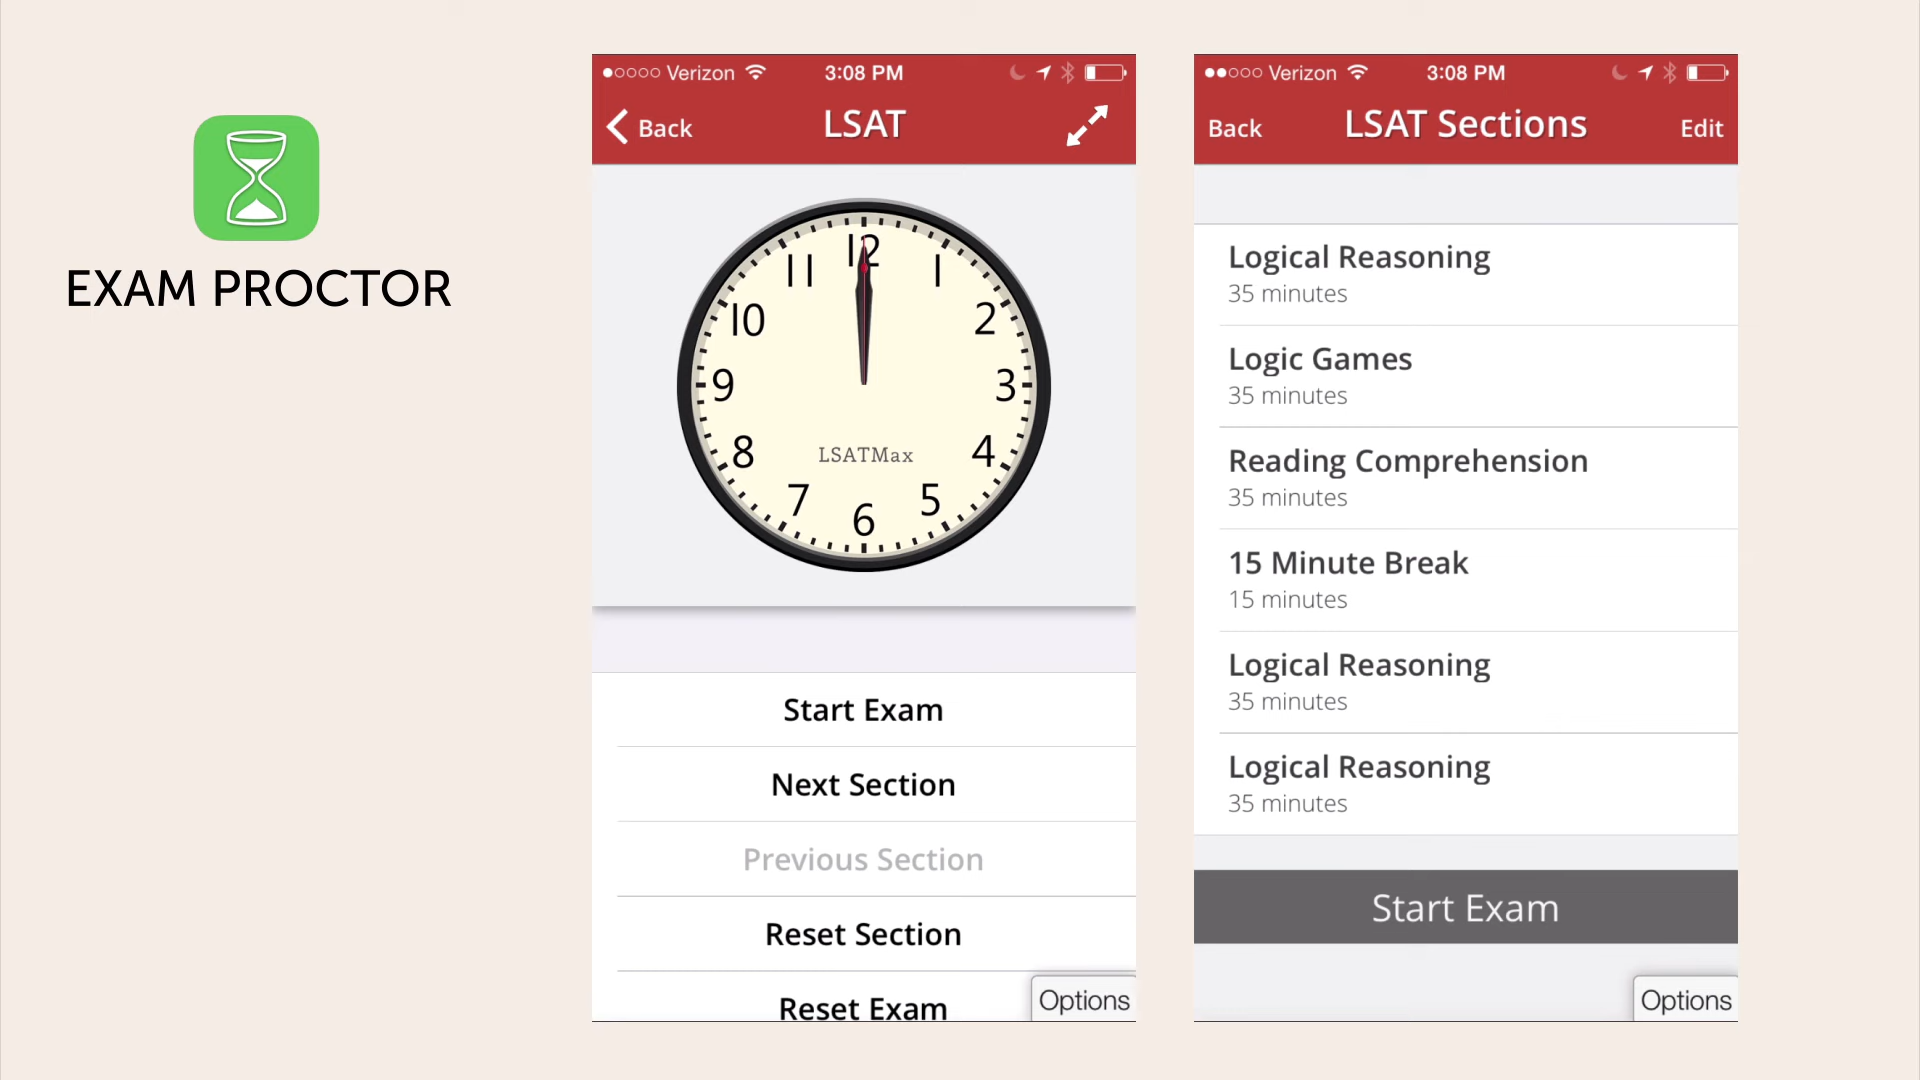 EXAM PROCTOR
Verizon 3:08 PM
Back LSAT
12
11 1
10 2
9 3
8 4
LSATMax
7 5
6
Start Exam
Next Section
Previous Section
Reset Section
Reset Exam
Options
Verizon 3:08 PM
Back LSAT Sections Edit
Logical Reasoning
35 minutes
Logic Games
35 minutes
Reading Comprehension
35 minutes
15 Minute Break
15 minutes
Logical Reasoning
35 minutes
Logical Reasoning
35 minutes
Start Exam
Options